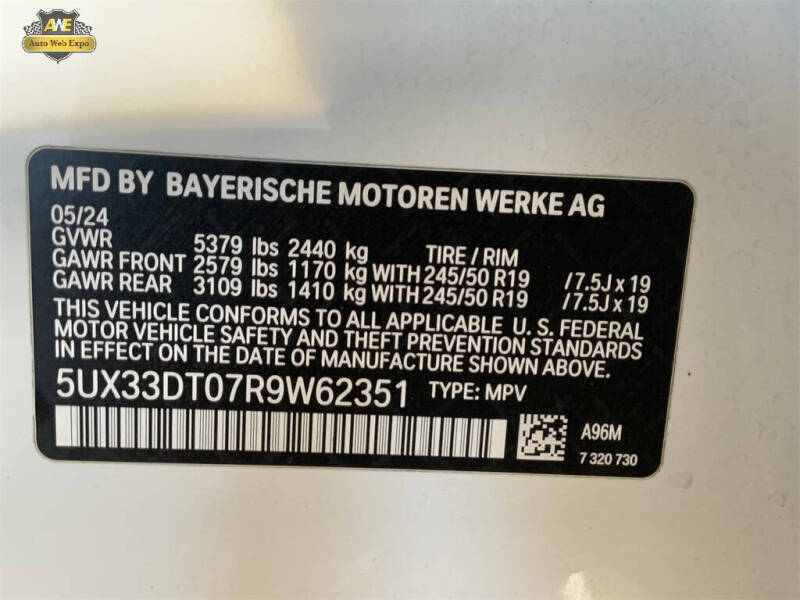 AWE
Auto Web Expo
MFD BY BAYERISCHE MOTOREN WERKE AG
05/24
GVWR 5379 lbs 2440 kg TIRE / RIM
GAWR FRONT 2579 lbs 1170 kg WITH 245/50 R19 / 7.5J x 19
GAWR REAR 3109 lbs 1410 kg WITH 245/50 R19 / 7.5J x 19
THIS VEHICLE CONFORMS TO ALL APPLICABLE U. S. FEDERAL
MOTOR VEHICLE SAFETY AND THEFT PREVENTION STANDARDS
IN EFFECT ON THE DATE OF MANUFACTURE SHOWN ABOVE.
5UX33DT07R9W62351 TYPE: MPV
A96M
7 320 730